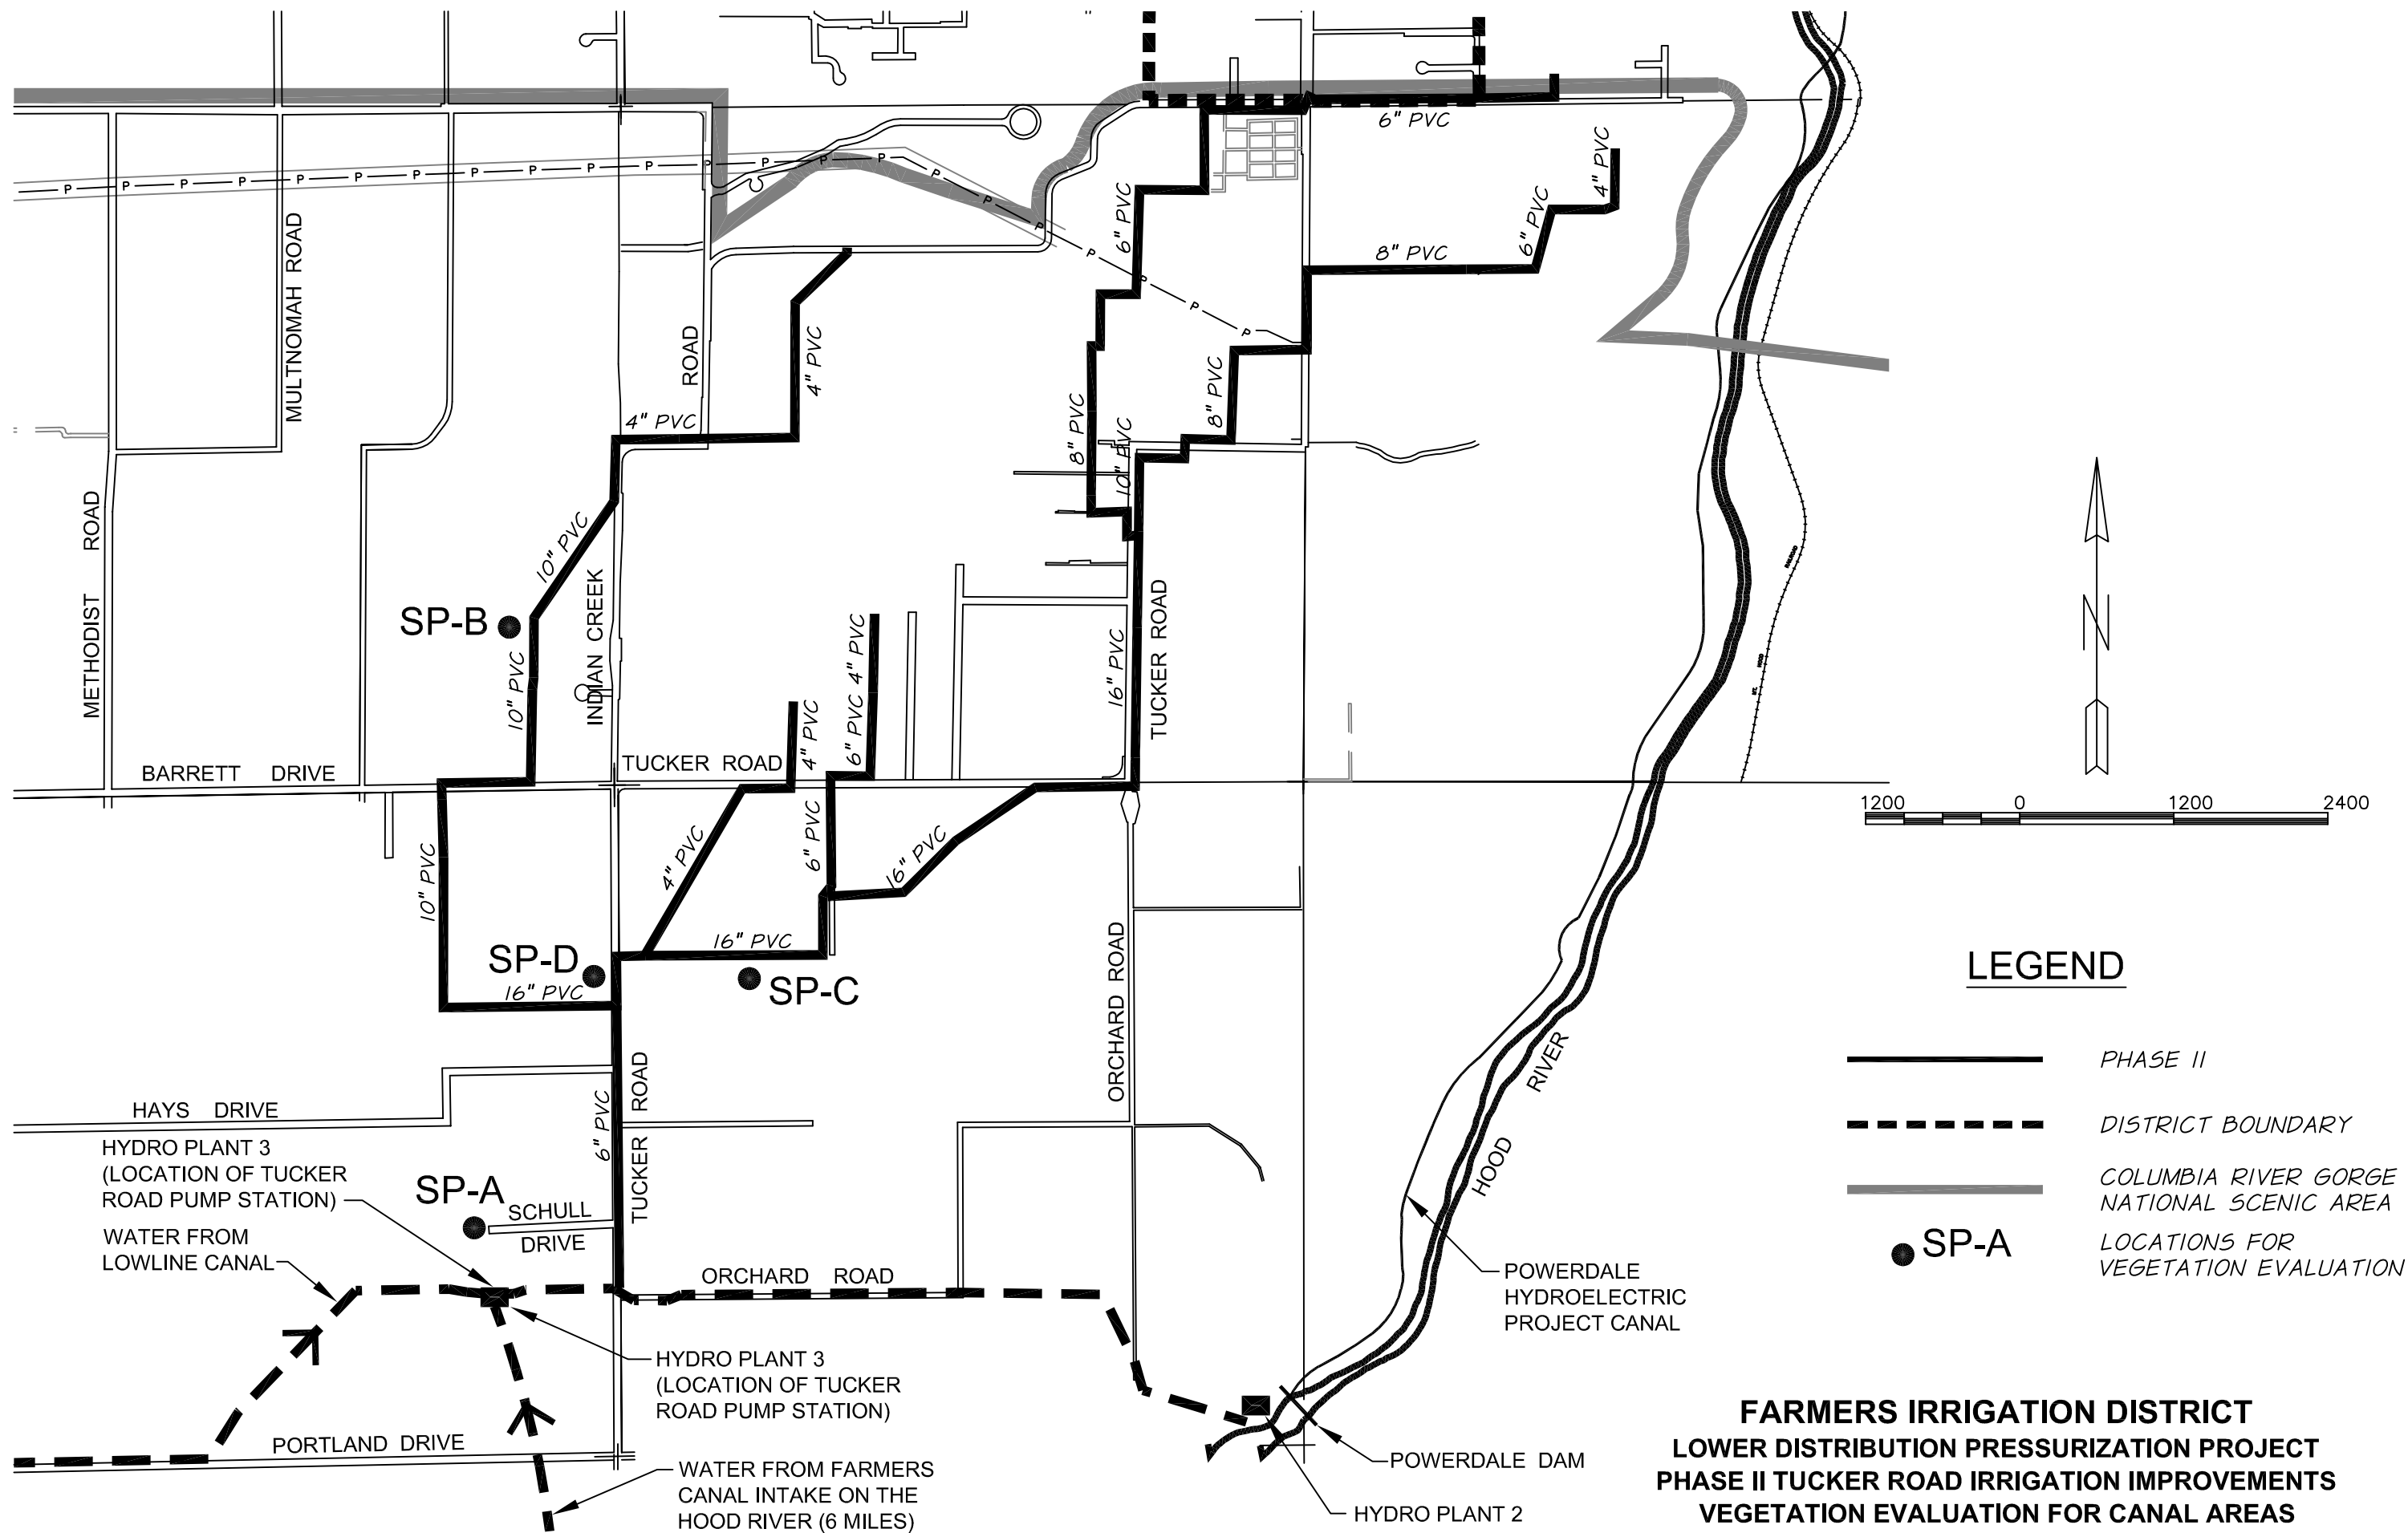 6" PVC
4" PVC
6" PVC
6" PVC
8" PVC
P P P P P P P P P P P P P P P P P P P P P
MULTNOMAH ROAD
ROAD
4" PVC
8" PVC
4" PVC
8" PVC
10" PVC
METHODIST ROAD
10" PVC
INDIAN CREEK
SP-B
10" PVC
4" PVC
6" PVC
16" PVC
TUCKER ROAD
RAILROAD
HOOD
MT.
N
BARRETT DRIVE
TUCKER ROAD
4" PVC
1200 0 1200 2400
10" PVC
4" PVC
6" PVC
16" PVC
SP-D
16" PVC
16" PVC
SP-C
ORCHARD ROAD
HOOD RIVER
LEGEND
PHASE II
DISTRICT BOUNDARY
COLUMBIA RIVER GORGE
NATIONAL SCENIC AREA
SP-A
LOCATIONS FOR
VEGETATION EVALUATION
HAYS DRIVE
6" PVC
TUCKER ROAD
HYDRO PLANT 3
(LOCATION OF TUCKER
ROAD PUMP STATION)
SP-A
SCHULL
DRIVE
WATER FROM
LOWLINE CANAL
ORCHARD ROAD
POWERDALE
HYDROELECTRIC
PROJECT CANAL
HYDRO PLANT 3
(LOCATION OF TUCKER
ROAD PUMP STATION)
PORTLAND DRIVE
WATER FROM FARMERS
CANAL INTAKE ON THE
HOOD RIVER (6 MILES)
POWERDALE DAM
HYDRO PLANT 2
FARMERS IRRIGATION DISTRICT
LOWER DISTRIBUTION PRESSURIZATION PROJECT
PHASE II TUCKER ROAD IRRIGATION IMPROVEMENTS
VEGETATION EVALUATION FOR CANAL AREAS